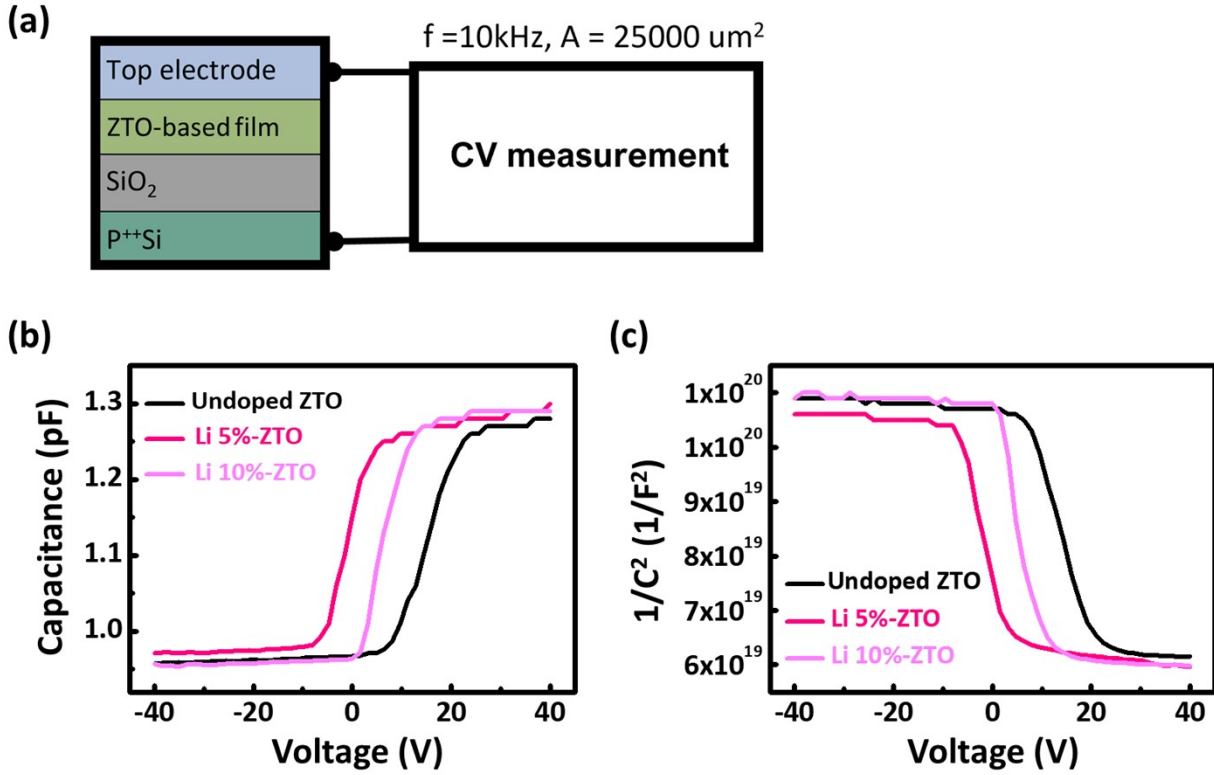 (a)
f =10kHz, A = 25000 um²
Top electrode
ZTO-based film
SiO₂
P⁺⁺Si
CV measurement
(b)
Capacitance (pF)
1.3
1.2
1.1
1.0
Undoped ZTO
Li 5%-ZTO
Li 10%-ZTO
-40
-20
0
20
40
Voltage (V)
(c)
1/C² (1/F²)
1x10²⁰
1x10²⁰
9x10¹⁹
8x10¹⁹
7x10¹⁹
6x10¹⁹
Undoped ZTO
Li 5%-ZTO
Li 10%-ZTO
-40
-20
0
20
40
Voltage (V)